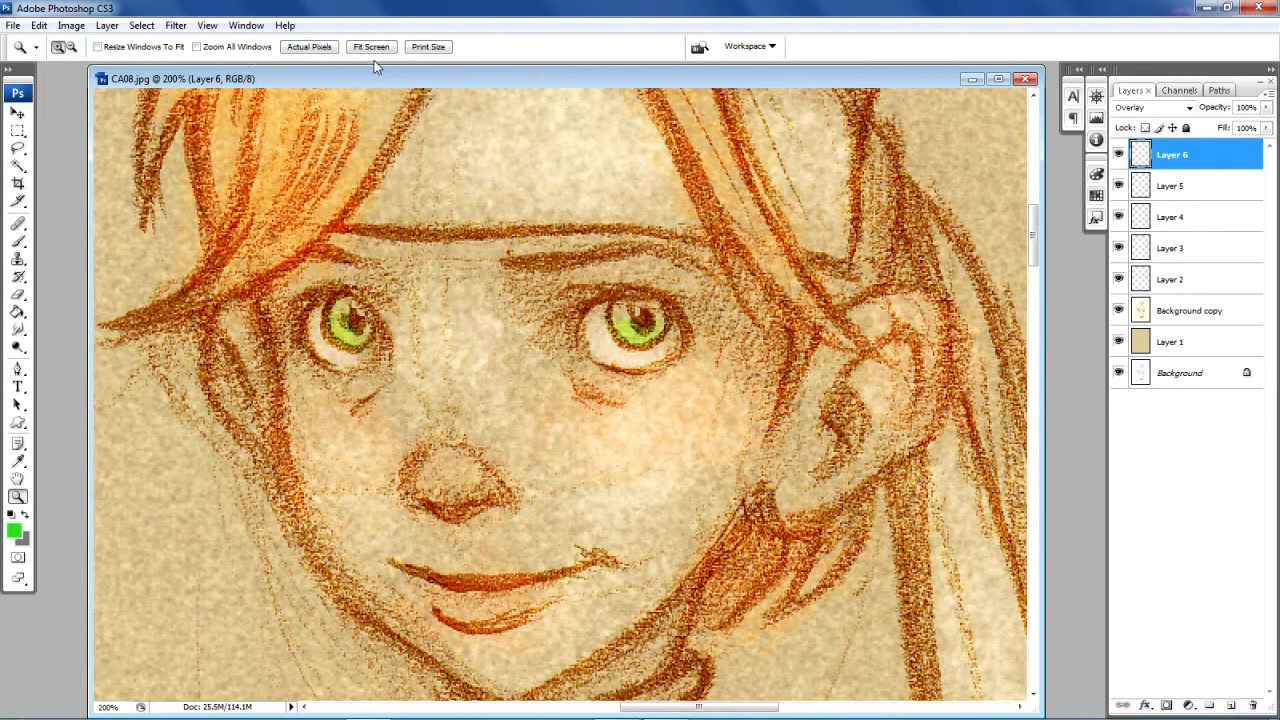 Ps Adobe Photoshop CS3
File Edit Image Layer Select Filter View Window Help
Resize Windows To Fit Zoom All Windows Actual Pixels Fit Screen Print Size Workspace
CA08.jpg @ 200% (Layer 6, RGB/8)
Ps
Layers Channels Paths
Overlay Opacity: 100%
Lock: Fill: 100%
Layer 6
Layer 5
Layer 4
Layer 3
Layer 2
Background copy
Layer 1
Background
200% Doc: 25.5M/114.1M